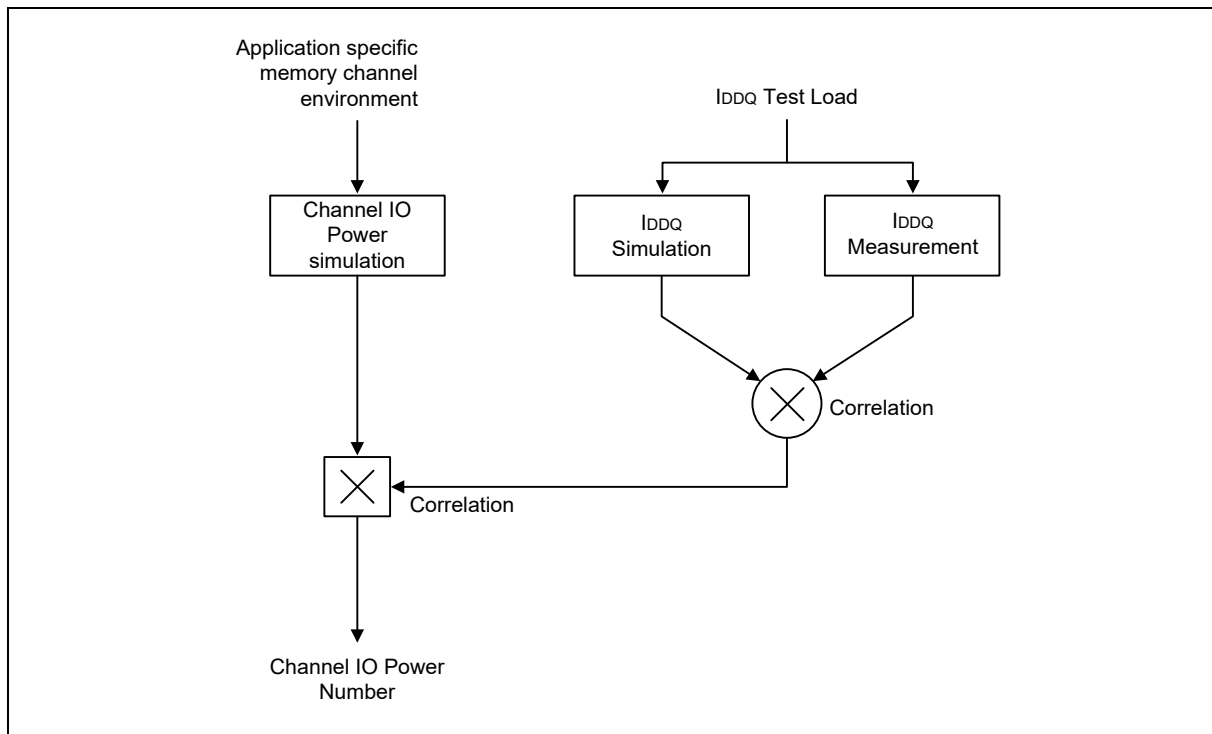 Application specific
memory channel
environment
IDDQ Test Load
Channel IO
Power
simulation
IDDQ
Simulation
IDDQ
Measurement
Correlation
Correlation
Channel IO Power
Number